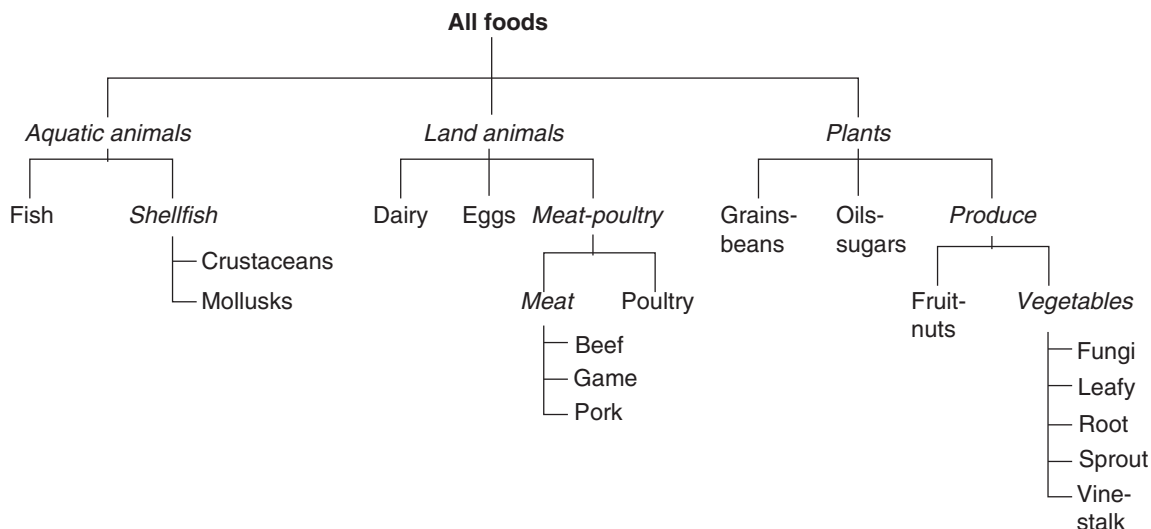 All foods
Aquatic animals
Land animals
Plants
Fish
Shellfish
Dairy
Eggs
Meat-poultry
Grains-
beans
Oils-
sugars
Produce
Crustaceans
Mollusks
Meat
Poultry
Fruit-
nuts
Vegetables
Beef
Game
Pork
Fungi
Leafy
Root
Sprout
Vine-
stalk